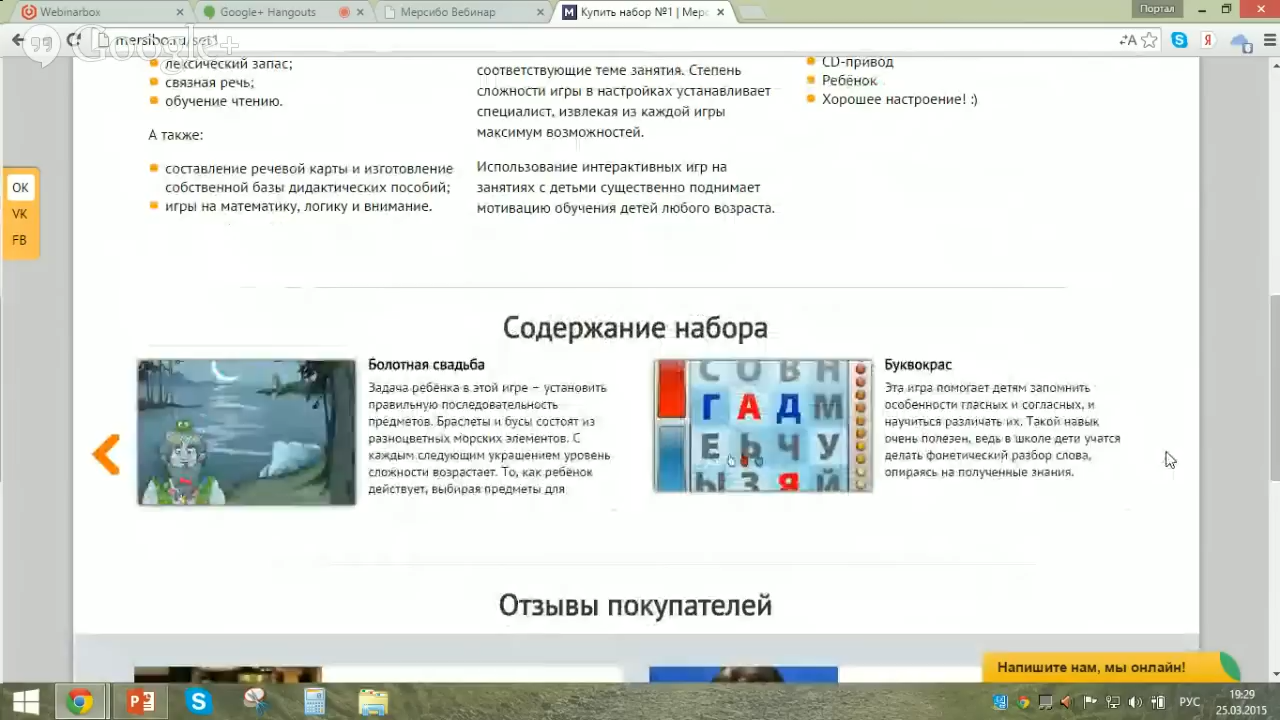 Webinarbox
Google+ Hangouts
Мерсибо Вебинар
Купить набор №1 | Мерс
Портал
Google+
mersibo.ru/set1
лексический запас;
связная речь;
обучение чтению.
А также:
составление речевой карты и изготовление
собственной базы дидактических пособий;
игры на математику, логику и внимание.
соответствующие теме занятия. Степень
сложности игры в настройках устанавливает
специалист, извлекая из каждой игры
максимум возможностей.
Использование интерактивных игр на
занятиях с детьми существенно поднимает
мотивацию обучения детей любого возраста.
CD-привод
Ребёнок
Хорошее настроение! :)
OK
VK
FB
Содержание набора
Болотная свадьба
Задача ребёнка в этой игре – установить
правильную последовательность
предметов. Браслеты и бусы состоят из
разноцветных морских элементов. С
каждым следующим украшением уровень
сложности возрастает. То, как ребёнок
действует, выбирая предметы для
С О В Н
Г А Д М
Е Ь Ч У
Ы З Я Й
Буквокрас
Эта игра помогает детям запомнить
особенности гласных и согласных, и
научиться различать их. Такой навык
очень полезен, ведь в школе дети учатся
делать фонетический разбор слова,
опираясь на полученные знания.
Отзывы покупателей
Напишите нам, мы онлайн!
РУС
19:29
25.03.2015